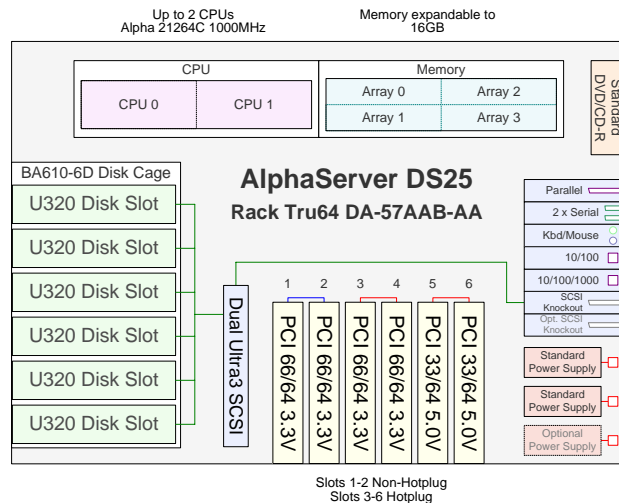 Up to 2 CPUs
Alpha 21264C 1000MHz
Memory expandable to
16GB
CPU
Memory
CPU 0
CPU 1
Array 0
Array 2
Array 1
Array 3
Standard
DVD/CD-R
BA610-6D Disk Cage
U320 Disk Slot
U320 Disk Slot
U320 Disk Slot
U320 Disk Slot
U320 Disk Slot
U320 Disk Slot
AlphaServer DS25
Rack Tru64 DA-57AAB-AA
Parallel
2 x Serial
Kbd/Mouse
10/100
10/100/1000
SCSI
Knockout
Opt. SCSI
Knockout
Dual Ultra3 SCSI
1
2
3
4
5
6
PCI 66/64 3.3V
PCI 66/64 3.3V
PCI 66/64 3.3V
PCI 66/64 3.3V
PCI 33/64 5.0V
PCI 33/64 5.0V
Standard
Power Supply
Standard
Power Supply
Optional
Power Supply
Slots 1-2 Non-Hotplug
Slots 3-6 Hotplug